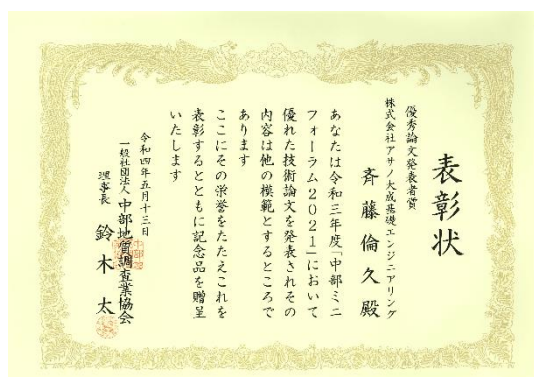 表彰状
優秀論文発表者賞
株式会社アサノ大成基礎エンジニアリング
斉藤倫久殿
あなたは令和三年度「中部ミニ
フォーラム2021」において
優れた技術論文を発表されその
内容は他の模範とするところで
あります
ここにその栄誉をたたえこれを
表彰するとともに記念品を贈呈
いたします
令和四年五月十三日
一般社団法人中部地質調査業協会
理事長 鈴木太